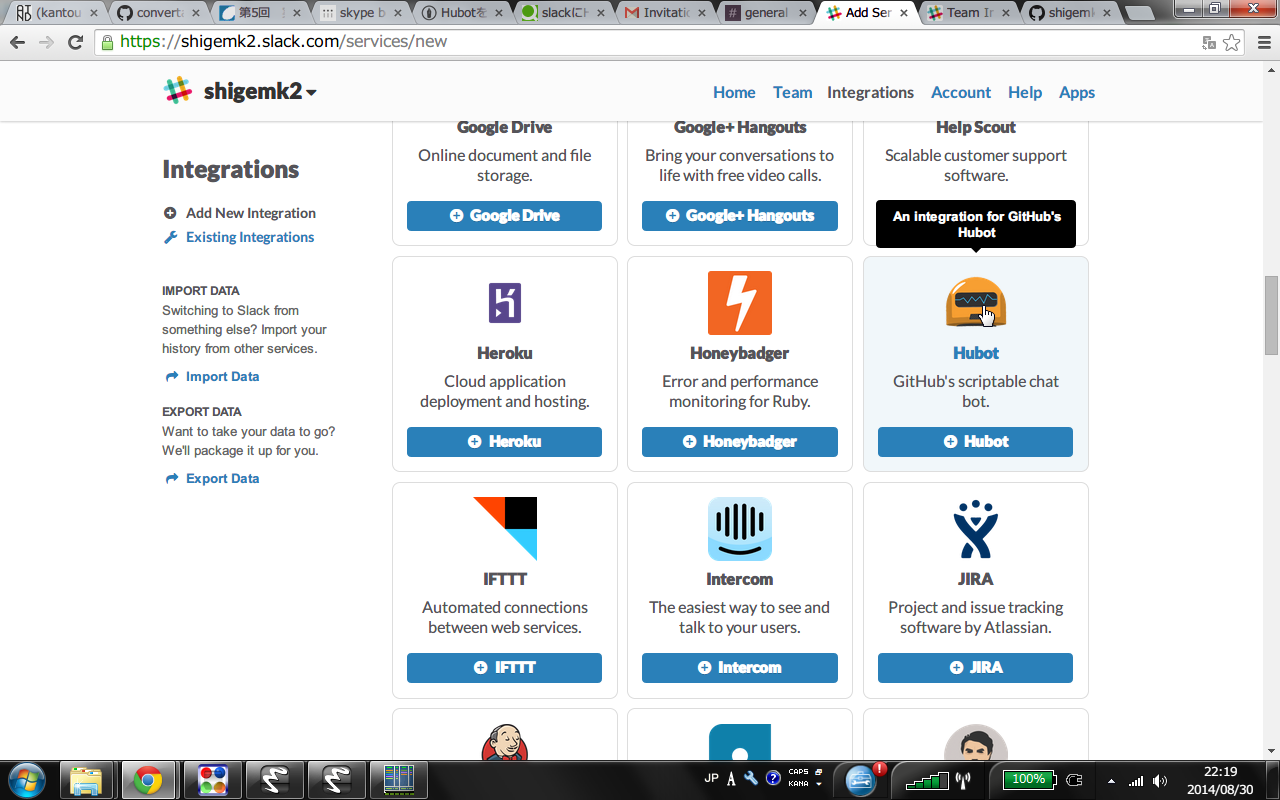 (kantou
converta
第5回
skype b
Hubotを
slackにH
Invitatio
general
Add Ser
Team In
shigemk
https://shigemk2.slack.com/services/new
shigemk2
Home Team Integrations Account Help Apps
Integrations
Add New Integration
Existing Integrations
IMPORT DATA
Switching to Slack from
something else? Import your
history from other services.
Import Data
EXPORT DATA
Want to take your data to go?
We'll package it up for you.
Export Data
Google Drive
Online document and file
storage.
Google Drive
Google+ Hangouts
Bring your conversations to
life with free video calls.
Google+ Hangouts
Help Scout
Scalable customer support
software.
An integration for GitHub's
Hubot
Heroku
Cloud application
deployment and hosting.
Heroku
Honeybadger
Error and performance
monitoring for Ruby.
Honeybadger
Hubot
GitHub's scriptable chat
bot.
Hubot
IFTTT
Automated connections
between web services.
IFTTT
Intercom
The easiest way to see and
talk to your users.
Intercom
JIRA
Project and issue tracking
software by Atlassian.
JIRA
JP A CAPS
KANA
100%
22:19
2014/08/30